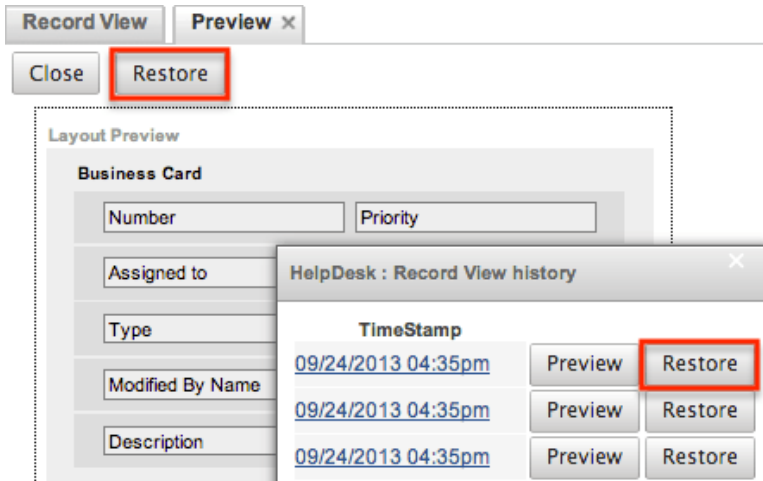 Record View Preview ×
Close Restore
Layout Preview
Business Card
Number Priority
Assigned to
Type
Modified By Name
Description
HelpDesk : Record View history ×
TimeStamp
09/24/2013 04:35pm Preview Restore
09/24/2013 04:35pm Preview Restore
09/24/2013 04:35pm Preview Restore